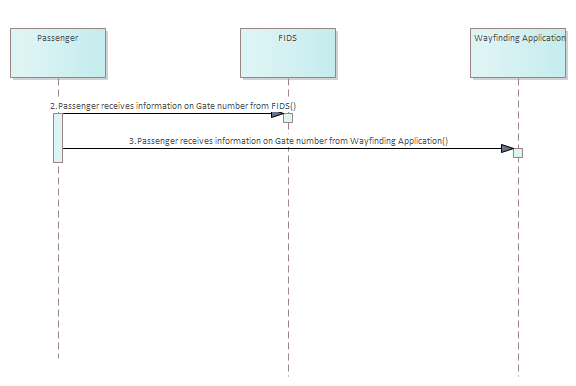 Passenger
FIDS
Wayfinding Application
2.Passenger receives information on Gate number from FIDS()
3.Passenger receives information on Gate number from Wayfinding Application()